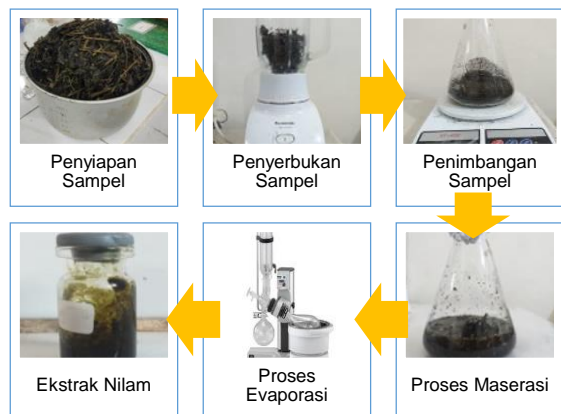 Penyiapan
Sampel
Penyerbukan
Sampel
Penimbangan
Sampel
Proses Maserasi
Proses
Evaporasi
Ekstrak Nilam